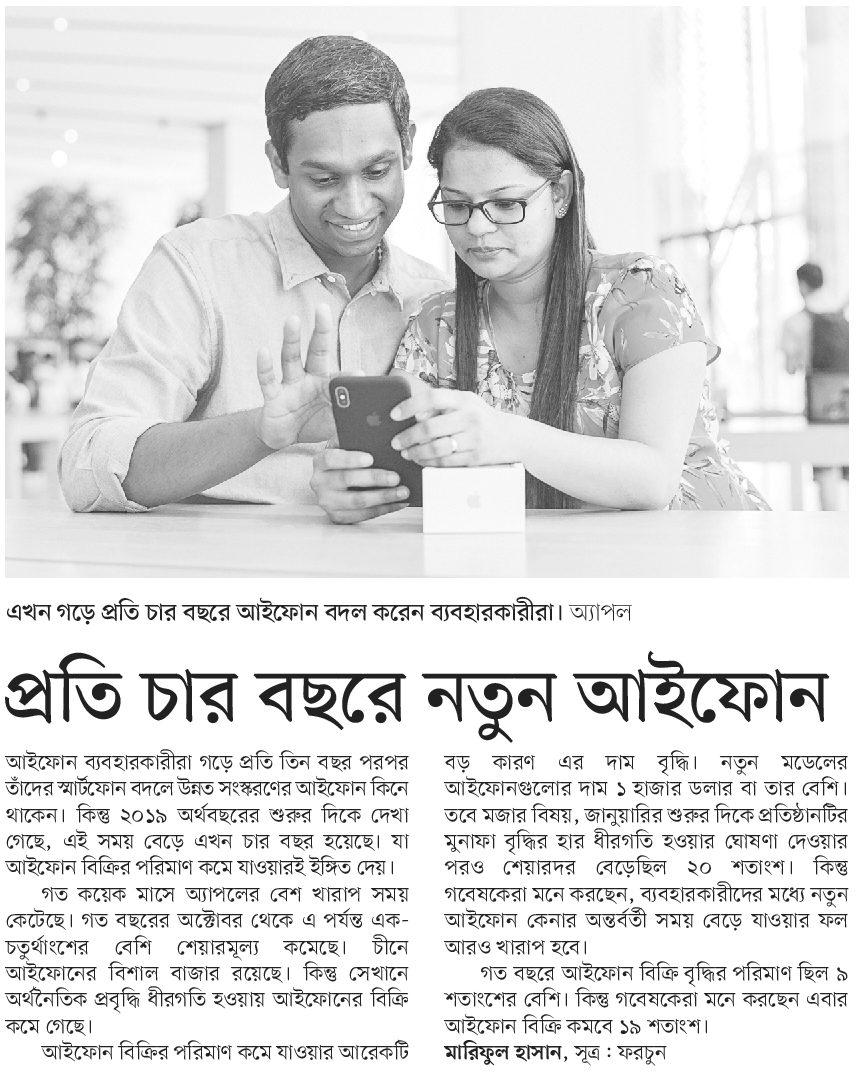 এখন গড়ে প্রতি চার বছরে আইফোন বদল করেন ব্যবহারকারীরা। অ্যাপল
প্রতি চার বছরে নতুন আইফোন
আইফোন ব্যবহারকারীরা গড়ে প্রতি তিন বছর পরপর
তাঁদের স্মার্টফোন বদলে উন্নত সংস্করণের আইফোন কিনে
থাকেন। কিন্তু ২০১৯ অর্থবছরের শুরুর দিকে দেখা
গেছে, এই সময় বেড়ে এখন চার বছর হয়েছে। যা
আইফোন বিক্রির পরিমাণ কমে যাওয়ারই ইঙ্গিত দেয়।
গত কয়েক মাসে অ্যাপলের বেশ খারাপ সময়
কেটেছে। গত বছরের অক্টোবর থেকে এ পর্যন্ত এক-
চতুর্থাংশের বেশি শেয়ারমূল্য কমেছে। চীনে
আইফোনের বিশাল বাজার রয়েছে। কিন্তু সেখানে
অর্থনৈতিক প্রবৃদ্ধি ধীরগতি হওয়ায় আইফোনের বিক্রি
কমে গেছে।
আইফোন বিক্রির পরিমাণ কমে যাওয়ার আরেকটি
বড় কারণ এর দাম বৃদ্ধি। নতুন মডেলের
আইফোনগুলোর দাম ১ হাজার ডলার বা তার বেশি।
তবে মজার বিষয়, জানুয়ারির শুরুর দিকে প্রতিষ্ঠানটির
মুনাফা বৃদ্ধির হার ধীরগতি হওয়ার ঘোষণা দেওয়ার
পরও শেয়ারদর বেড়েছিল ২০ শতাংশ। কিন্তু
গবেষকেরা মনে করছেন, ব্যবহারকারীদের মধ্যে নতুন
আইফোন কেনার অন্তর্বর্তী সময় বেড়ে যাওয়ার ফল
আরও খারাপ হবে।
গত বছরে আইফোন বিক্রি বৃদ্ধির পরিমাণ ছিল ৯
শতাংশের বেশি। কিন্তু গবেষকেরা মনে করছেন এবার
আইফোন বিক্রি কমবে ১৯ শতাংশ।
মারিফুল হাসান, সূত্র : ফরচুন